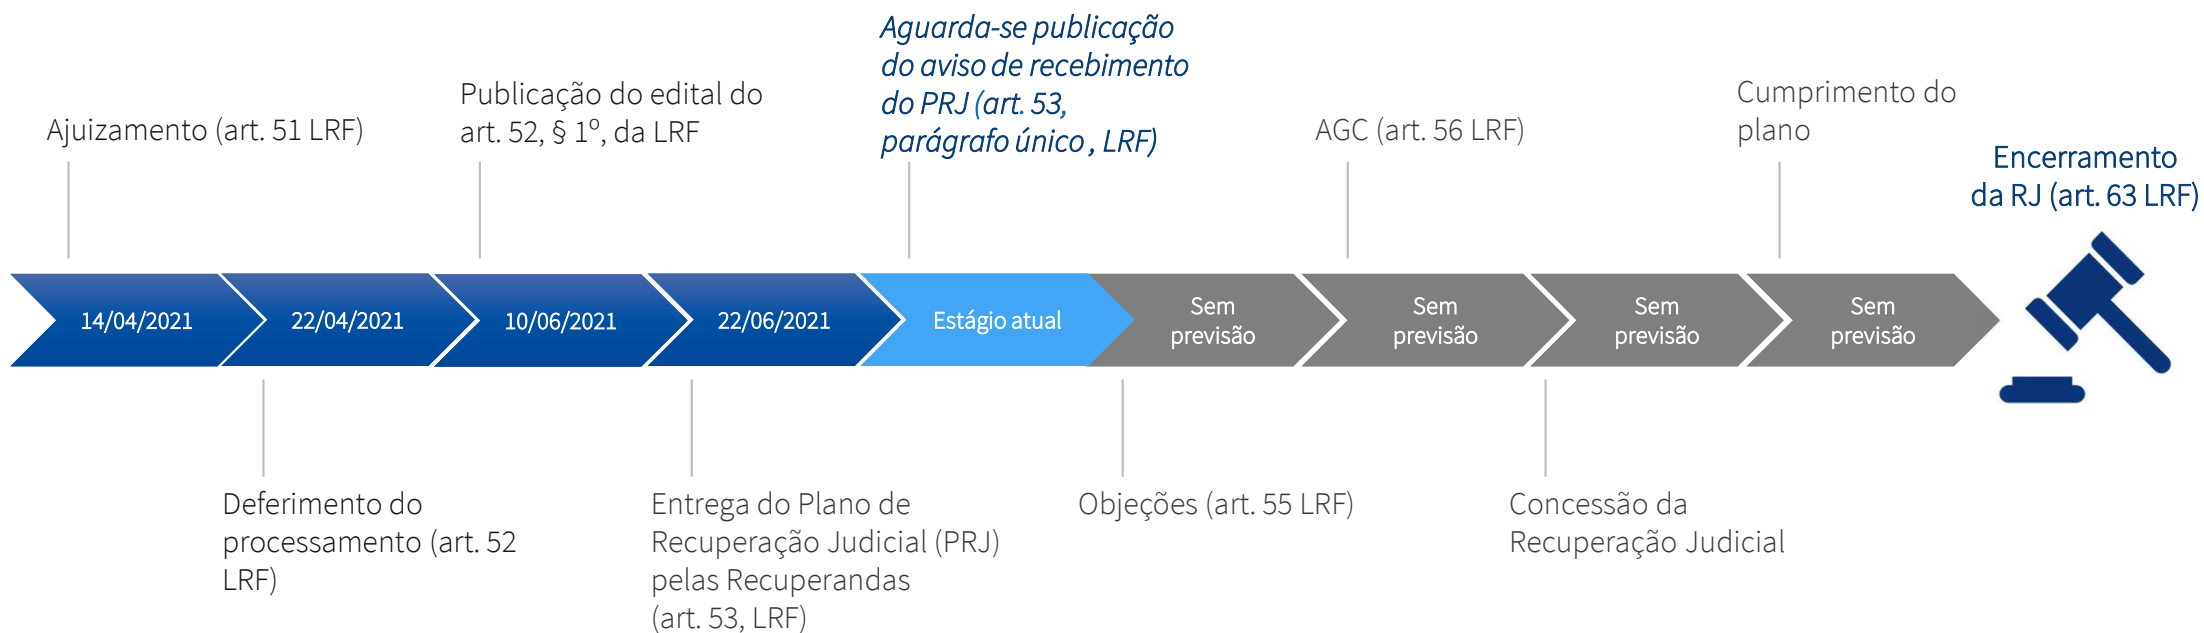 Aguarda-se publicação
do aviso de recebimento
do PRJ (art. 53,
parágrafo único , LRF)
Publicação do edital do
art. 52, § 1º, da LRF
Ajuizamento (art. 51 LRF)
AGC (art. 56 LRF)
Cumprimento do
plano
Encerramento
da RJ (art. 63 LRF)
14/04/2021
22/04/2021
10/06/2021
22/06/2021
Estágio atual
Sem
previsão
Sem
previsão
Sem
previsão
Sem
previsão
Deferimento do
processamento (art. 52
LRF)
Entrega do Plano de
Recuperação Judicial (PRJ)
pelas Recuperandas
(art. 53, LRF)
Objeções (art. 55 LRF)
Concessão da
Recuperação Judicial